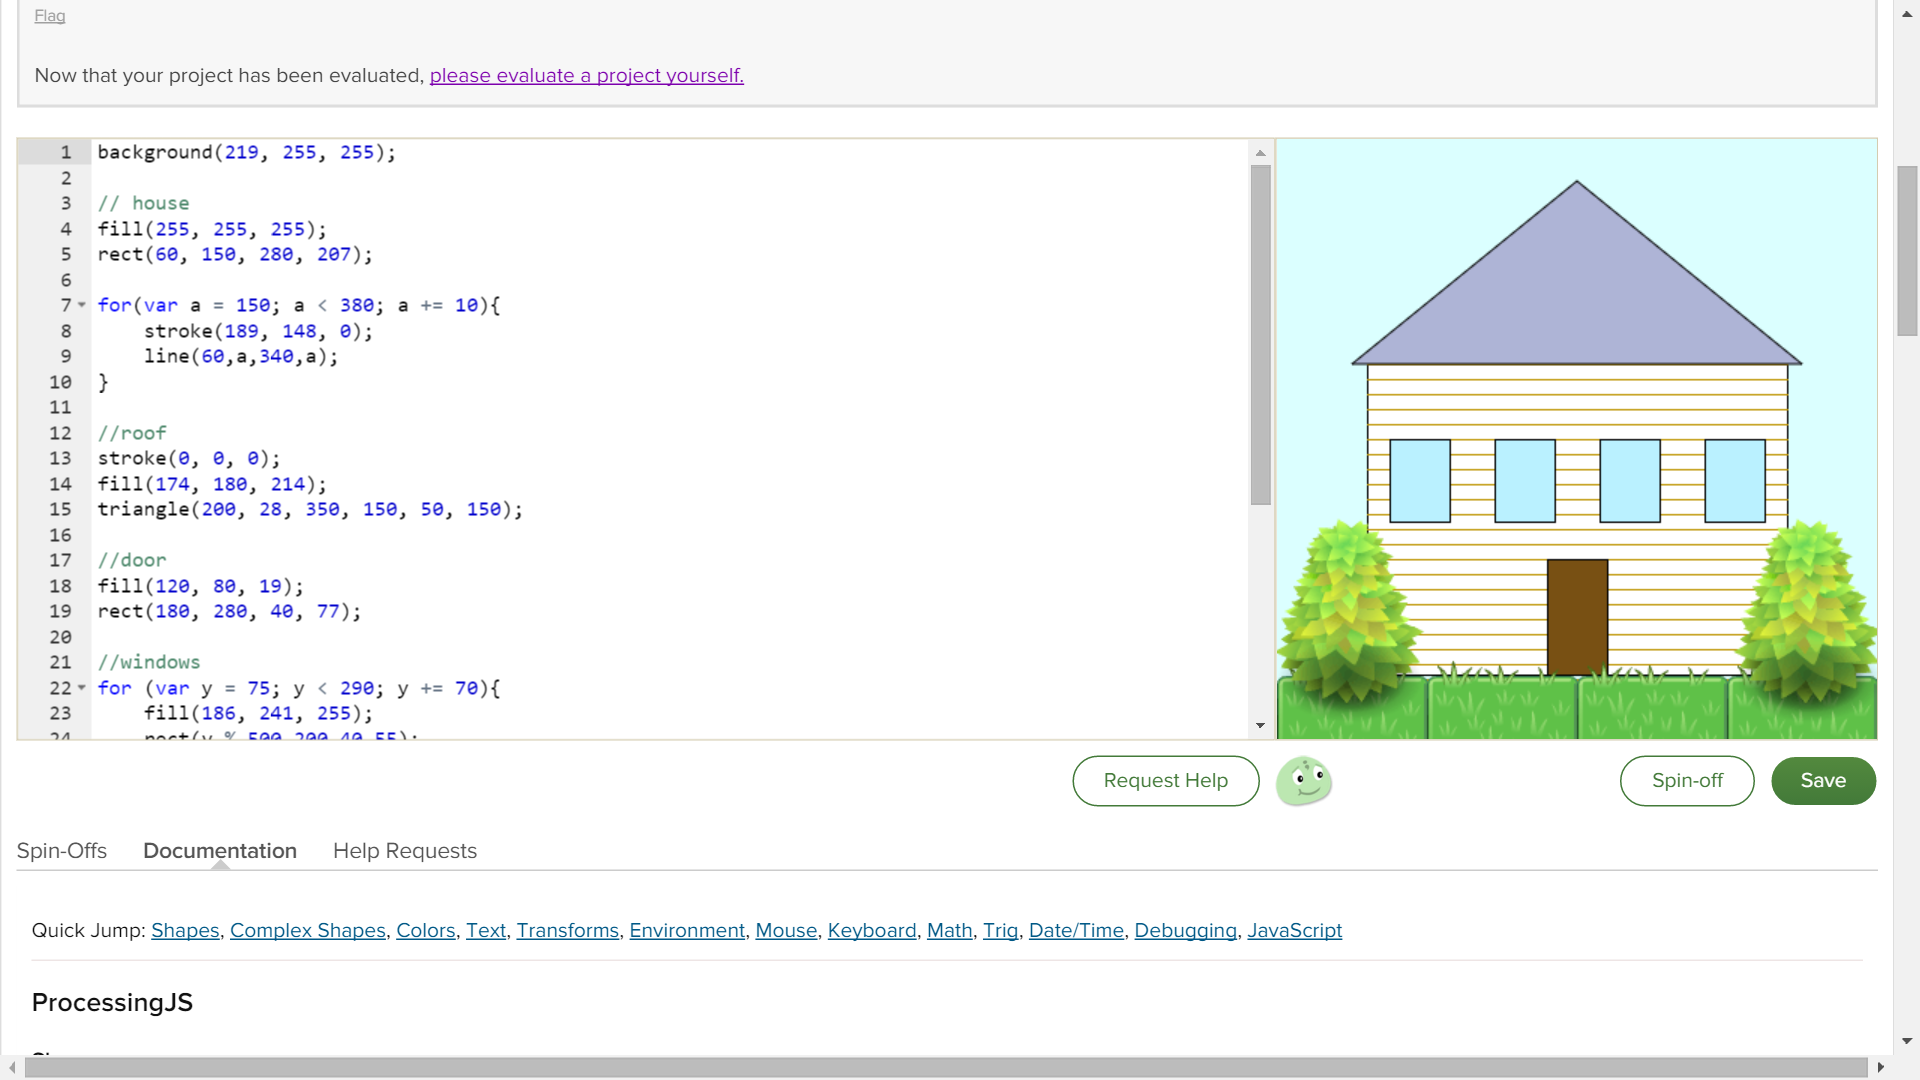 Flag
Now that your project has been evaluated, please evaluate a project yourself.
1 background(219, 255, 255);
2
3 // house
4 fill(255, 255, 255);
5 rect(60, 150, 280, 207);
6
7 for(var a = 150; a < 380; a += 10){
8 stroke(189, 148, 0);
9 line(60,a,340,a);
10 }
11
12 //roof
13 stroke(0, 0, 0);
14 fill(174, 180, 214);
15 triangle(200, 28, 350, 150, 50, 150);
16
17 //door
18 fill(120, 80, 19);
19 rect(180, 280, 40, 77);
20
21 //windows
22 for (var y = 75; y < 290; y += 70){
23 fill(186, 241, 255);
24 rect(y % 500,200,40,55);
Request Help
Spin-off
Save
Spin-Offs Documentation Help Requests
Quick Jump: Shapes, Complex Shapes, Colors, Text, Transforms, Environment, Mouse, Keyboard, Math, Trig, Date/Time, Debugging, JavaScript
ProcessingJS